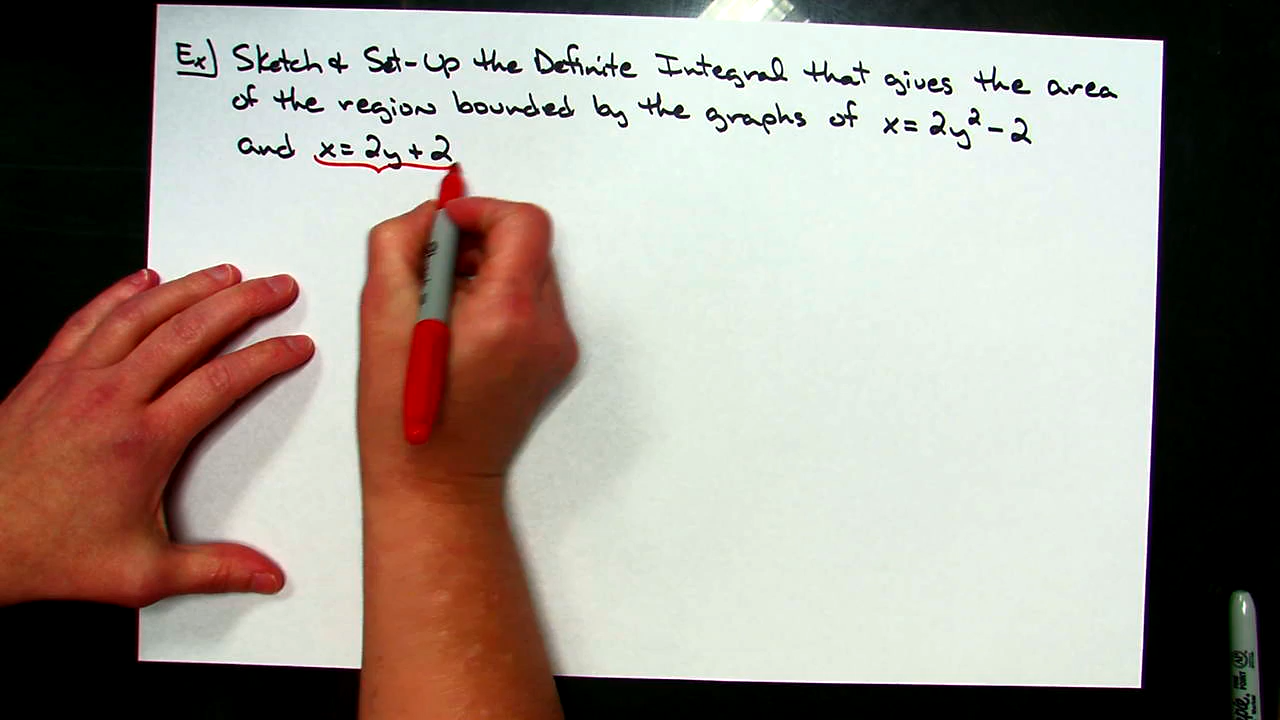 Ex) Sketch & Set-Up the Definite Integral that gives the area
of the region bounded by the graphs of x = 2y² - 2
and x = 2y + 2